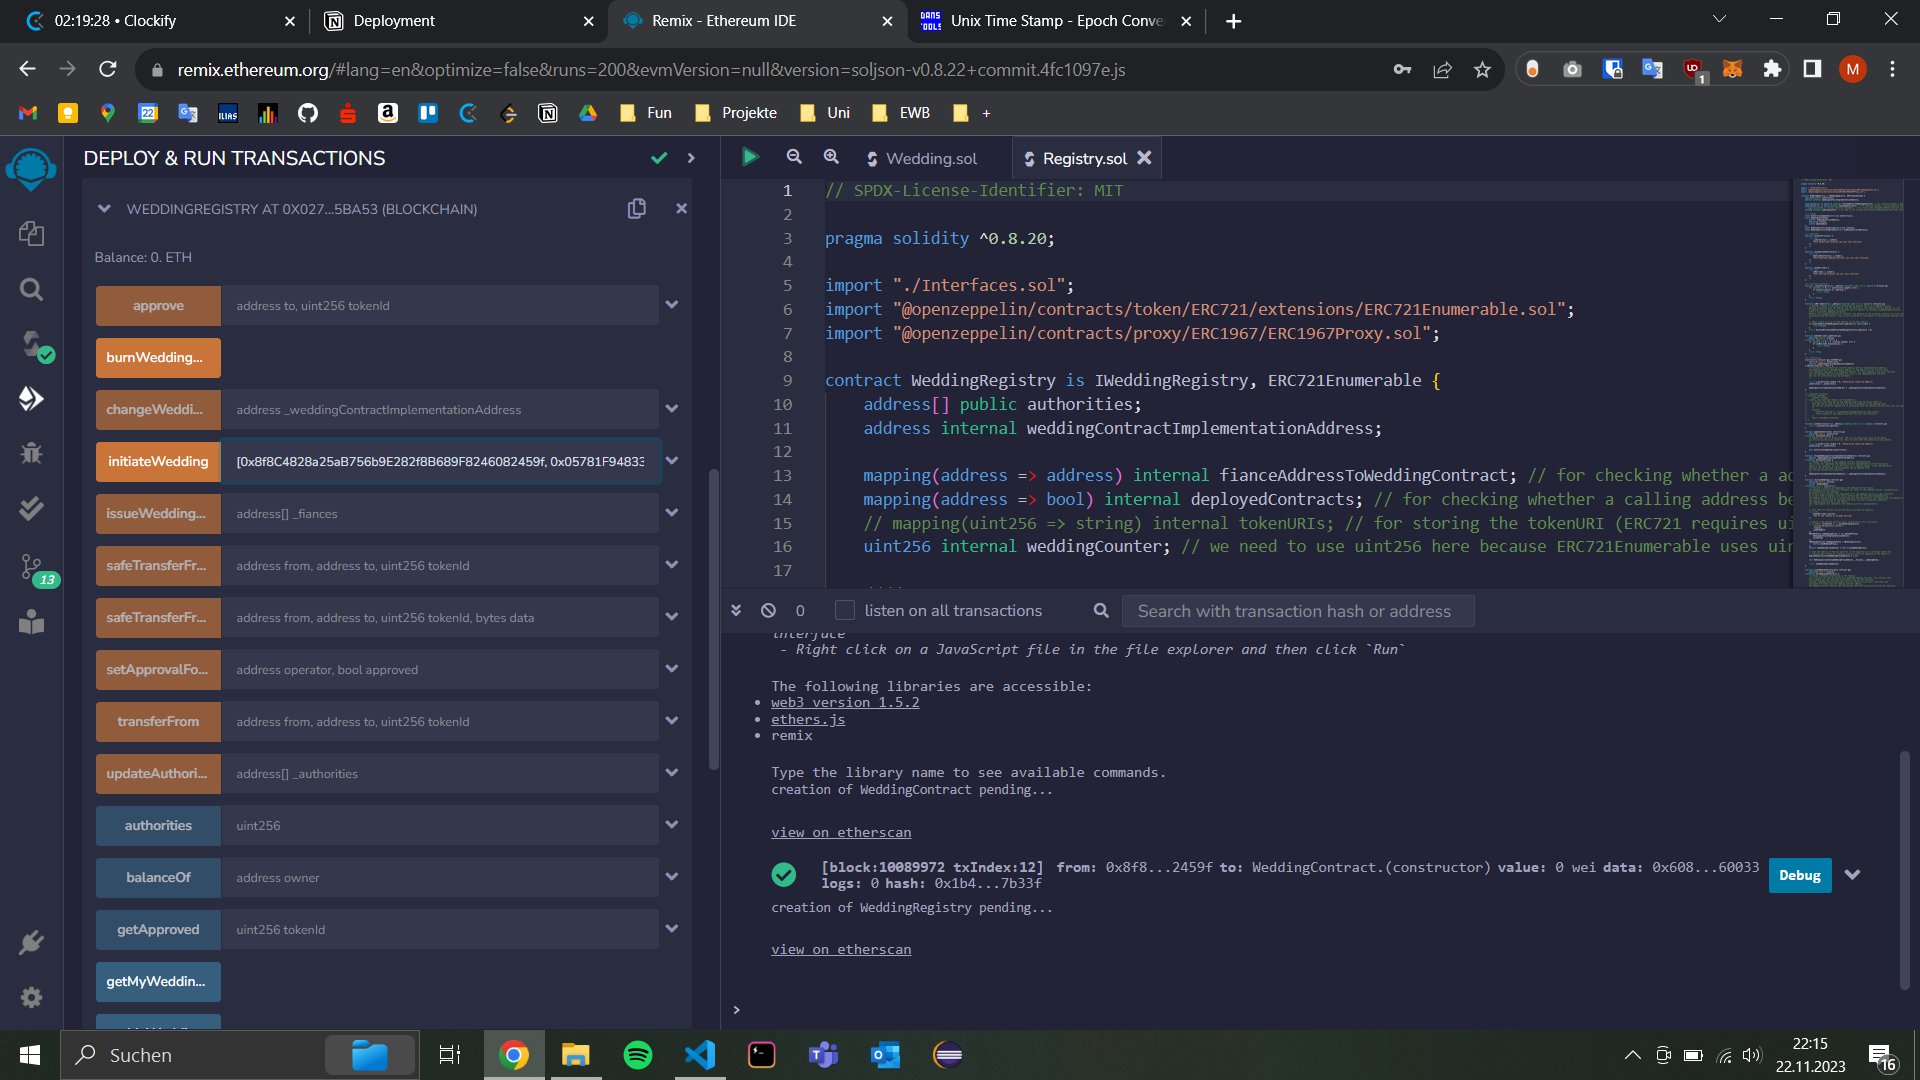 02:19:28 • Clockify
Deployment
Remix - Ethereum IDE
Unix Time Stamp - Epoch Conve
remix.ethereum.org/#lang=en&optimize=false&runs=200&evmVersion=null&version=soljson-v0.8.22+commit.4fc1097e.js
1
M
22
ILIAS
Fun
Projekte
Uni
EWB
+
DEPLOY & RUN TRANSACTIONS
WEDDINGREGISTRY AT 0X027...5BA53 (BLOCKCHAIN)
Balance: 0. ETH
approve address to, uint256 tokenId
burnWedding...
changeWeddi... address _weddingContractImplementationAddress
initiateWedding [0x8f8C4828a25aB756b9E282f8B689F8246082459f, 0x05781F94833
issueWedding... address[] _fiances
safeTransferFr... address from, address to, uint256 tokenId
safeTransferFr... address from, address to, uint256 tokenId, bytes data
setApprovalFo... address operator, bool approved
transferFrom address from, address to, uint256 tokenId
updateAuthori... address[] _authorities
authorities uint256
balanceOf address owner
getApproved uint256 tokenId
getMyWeddin...
13
Wedding.sol
Registry.sol
1 // SPDX-License-Identifier: MIT
2
3 pragma solidity ^0.8.20;
4
5 import "./Interfaces.sol";
6 import "@openzeppelin/contracts/token/ERC721/extensions/ERC721Enumerable.sol";
7 import "@openzeppelin/contracts/proxy/ERC1967/ERC1967Proxy.sol";
8
9 contract WeddingRegistry is IWeddingRegistry, ERC721Enumerable {
10 address[] public authorities;
11 address internal weddingContractImplementationAddress;
12
13 mapping(address => address) internal fianceAddressToWeddingContract; // for checking whether a ad
14 mapping(address => bool) internal deployedContracts; // for checking whether a calling address be
15 // mapping(uint256 => string) internal tokenURIs; // for storing the tokenURI (ERC721 requires ui
16 uint256 internal weddingCounter; // we need to use uint256 here because ERC721Enumerable uses uin
17
0
listen on all transactions
Search with transaction hash or address
interface
- Right click on a JavaScript file in the file explorer and then click `Run`
The following libraries are accessible:
• web3 version 1.5.2
• ethers.js
• remix
Type the library name to see available commands.
creation of WeddingContract pending...
view on etherscan
[block:10089972 txIndex:12] from: 0x8f8...2459f to: WeddingContract.(constructor) value: 0 wei data: 0x608...60033
logs: 0 hash: 0x1b4...7b33f
Debug
creation of WeddingRegistry pending...
view on etherscan
>
Suchen
22:15
22.11.2023
16